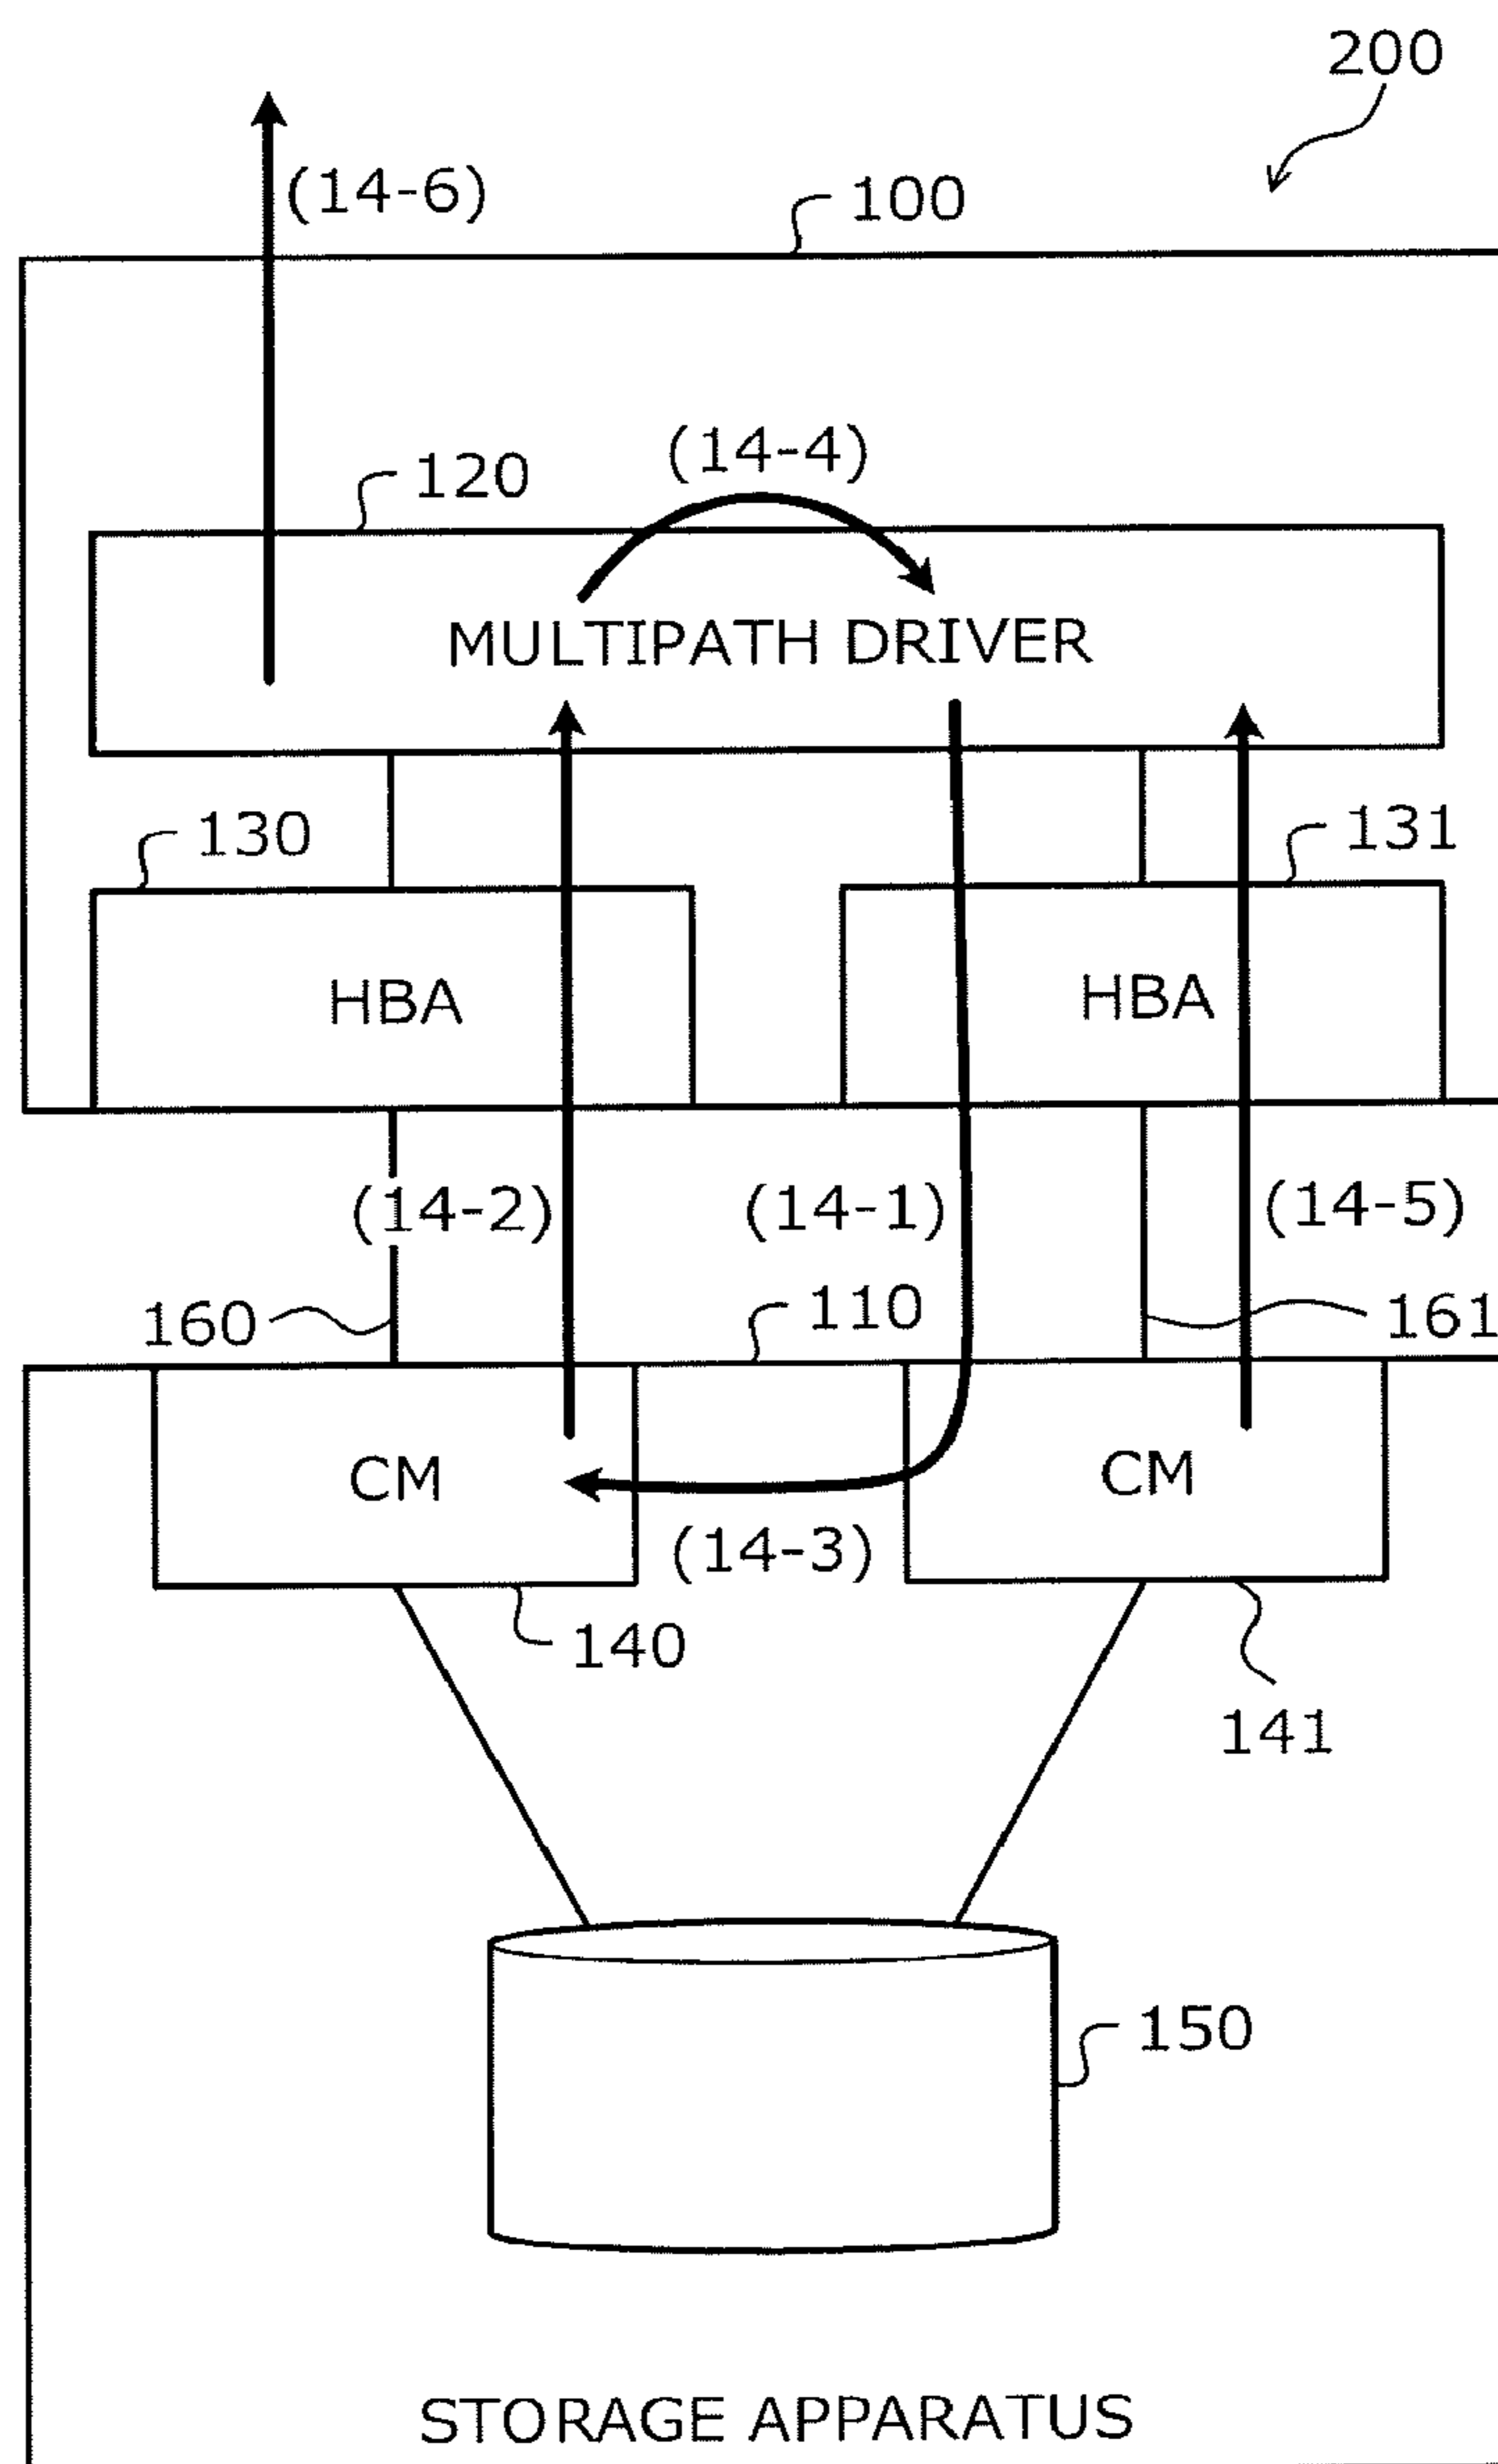 200
(14-6)
100
(14-4)
120
MULTIPATH DRIVER
130
131
HBA
HBA
(14-2)
(14-1)
(14-5)
160
110
161
CM
CM
(14-3)
140
141
150
STORAGE APPARATUS